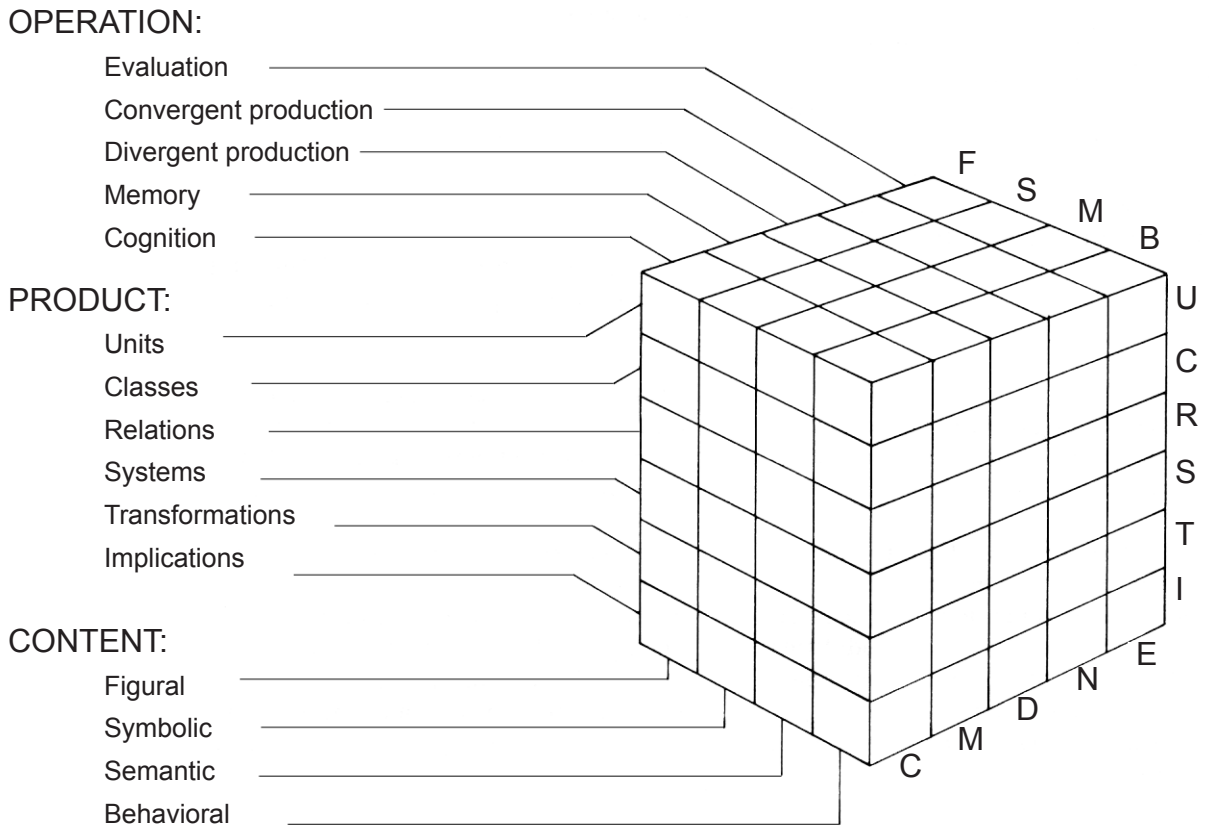 OPERATION:
Evaluation
Convergent production
Divergent production
Memory
Cognition
PRODUCT:
Units
Classes
Relations
Systems
Transformations
Implications
CONTENT:
Figural
Symbolic
Semantic
Behavioral
F
S
M
B
U
C
R
S
T
I
E
N
D
M
C